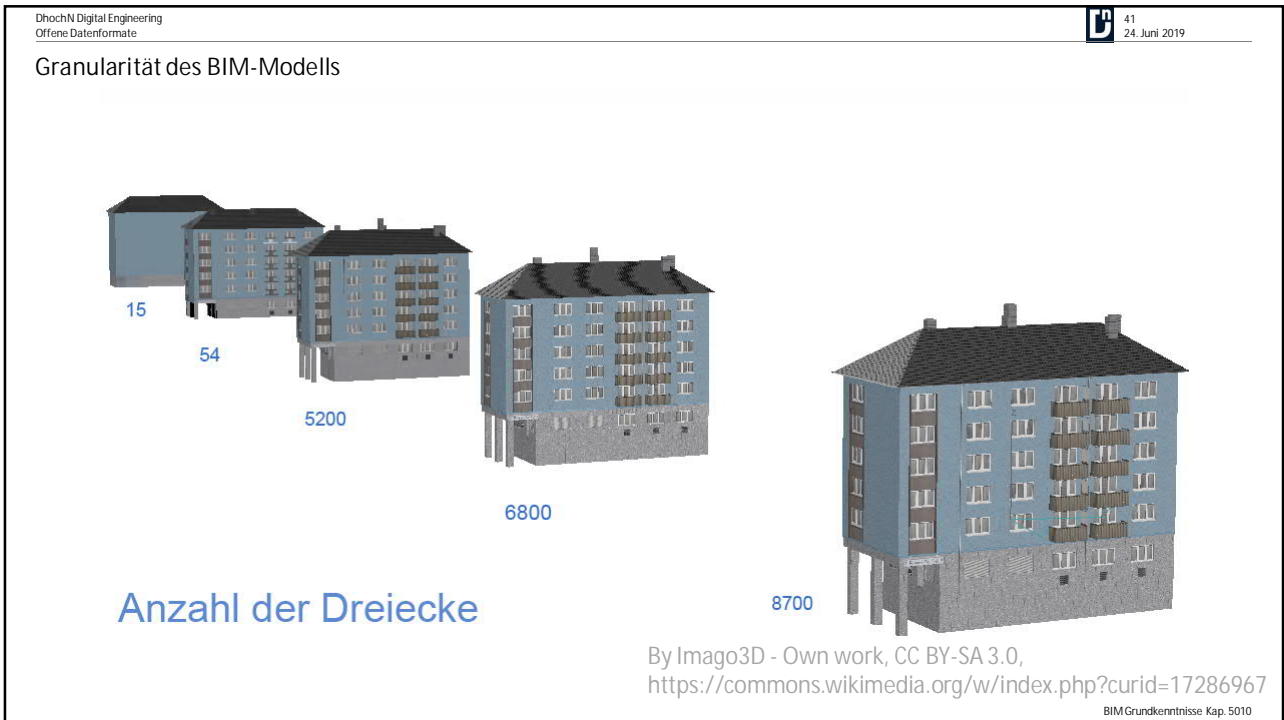 DhochN Digital Engineering
Offene Datenformate
Dn
41
24. Juni 2019
Granularität des BIM-Modells
15
54
5200
6800
8700
Anzahl der Dreiecke
By Imago3D - Own work, CC BY-SA 3.0,
https://commons.wikimedia.org/w/index.php?curid=17286967
BIM Grundkenntnisse Kap. 5010